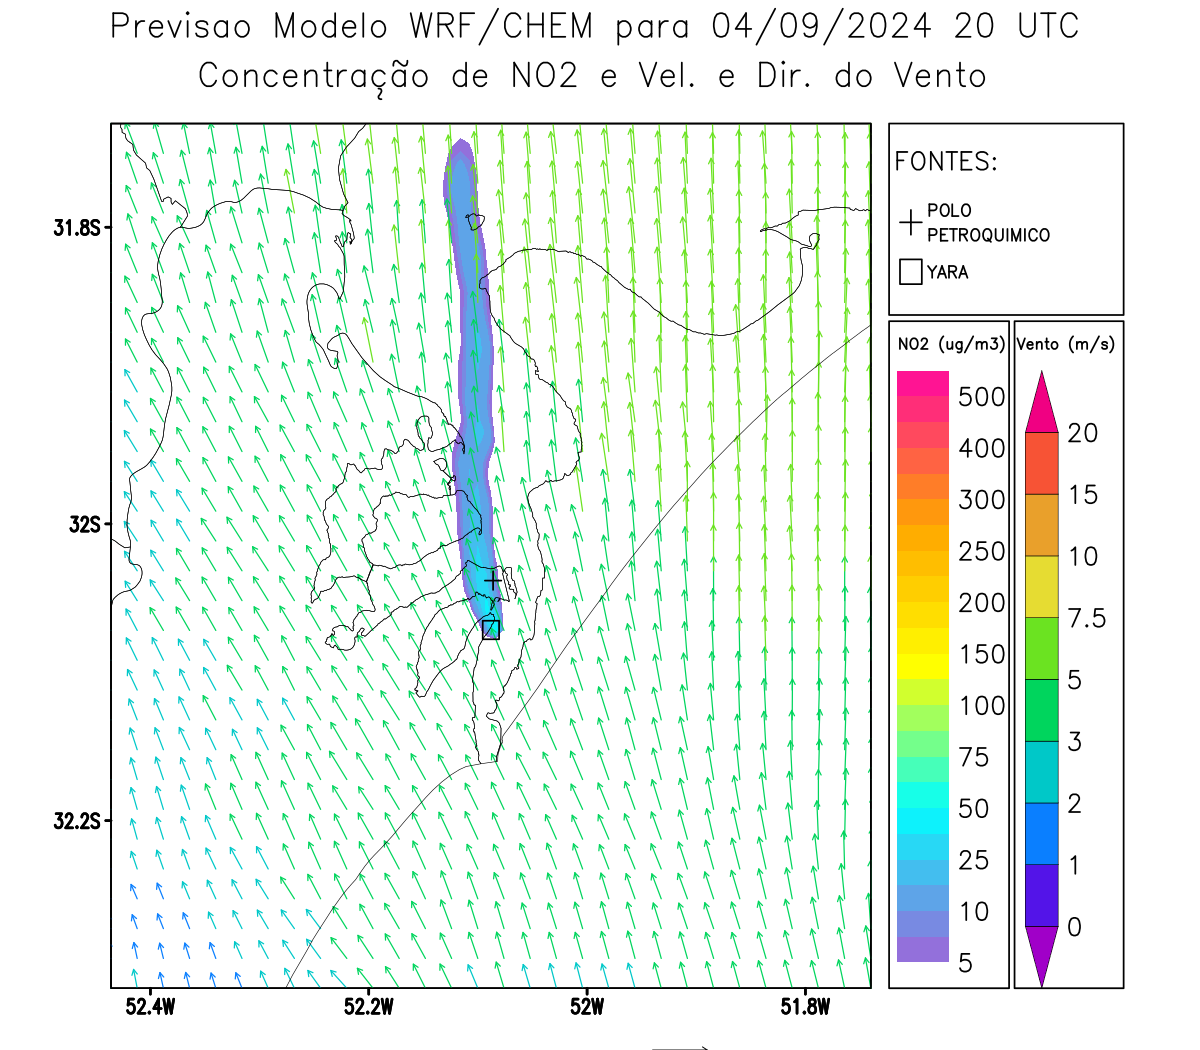 Previsao Modelo WRF/CHEM para 04/09/2024 20 UTC
Concentração de NO2 e Vel. e Dir. do Vento
FONTES:
POLO
PETROQUIMICO
YARA
NO2 (ug/m3)
500
400
300
250
200
150
100
75
50
25
10
5
Vento (m/s)
20
15
10
7.5
5
3
2
1
0
31.8S
32S
32.2S
52.4W
52.2W
52W
51.8W